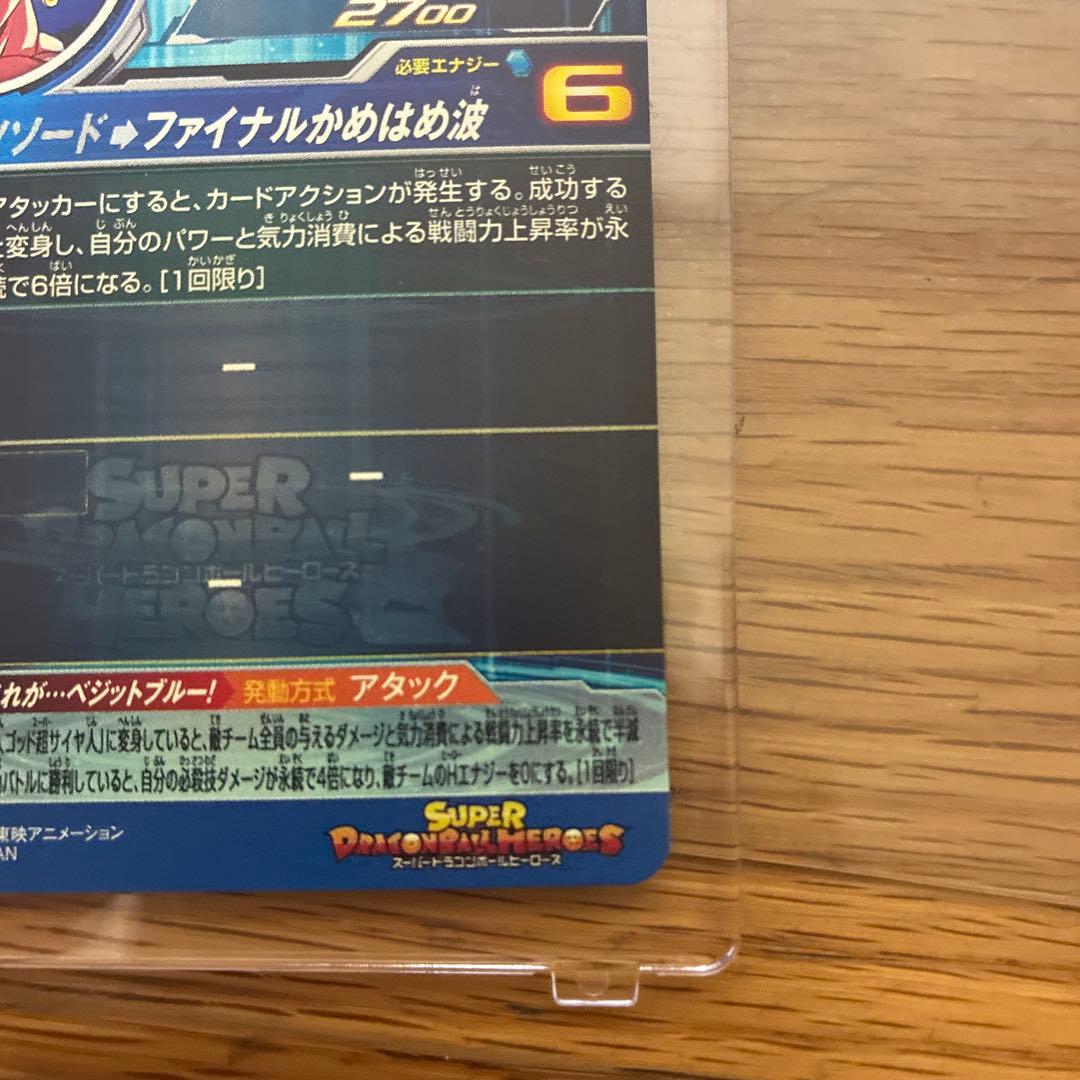 2700
必要エナジー 6
ソード➡ファイナルかめはめ波
アタッカーにすると、カードアクションが発生する。成功する
と変身し、自分のパワーと気力消費による戦闘力上昇率が永
続で6倍になる。[1回限り]
ー
ー
ー
SUPER
DRAGONBALL
スーパードラゴンボールヒーローズ
HEROES
れが…ベジットブルー! 発動方式 アタック
ゴッド超サイヤ人」に変身していると、敵チーム全員の与えるダメージと気力消費による戦闘力上昇率を永続で半減
バトルに勝利していると、自分の必殺技ダメージが永続で4倍になり、敵チームのHエナジーを0にする。[1回限り]
東映アニメーション
AN
SUPER
DRAGONBALL HEROES
スーパードラゴンボールヒーローズ